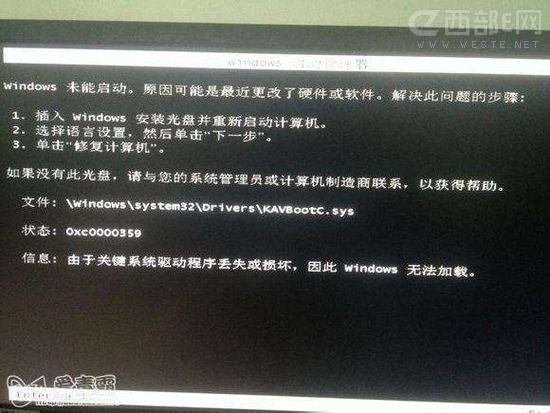 西部E网
WWW.WESTE.NET
Windows 启动管理器
Windows 未能启动。原因可能是最近更改了硬件或软件。解决此问题的步骤:
1. 插入 Windows 安装光盘并重新启动计算机。
2. 选择语言设置，然后单击"下一步"。
3. 单击"修复计算机"。
如果没有此光盘，请与您的系统管理员或计算机制造商联系，以获得帮助。
文件: \Windows\system32\Drivers\KAVBootC.sys
状态: 0xc0000359
信息: 由于关键系统驱动程序丢失或损坏，因此 Windows 无法加载。
爱毒霸
Enter